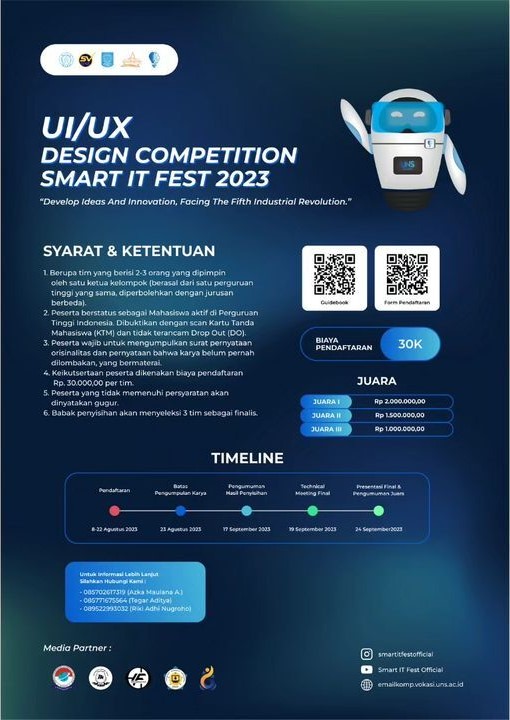 UI/UX
DESIGN COMPETITION
SMART IT FEST 2023
“Develop Ideas And Innovation, Facing The Fifth Industrial Revolution.”
UNS
SYARAT & KETENTUAN
1. Berupa tim yang berisi 2-3 orang yang dipimpin
oleh satu ketua kelompok (berasal dari satu perguruan
tinggi yang sama, diperbolehkan dengan jurusan
berbeda).
2. Peserta berstatus sebagai Mahasiswa aktif di Perguruan
Tinggi Indonesia. Dibuktikan dengan scan Kartu Tanda
Mahasiswa (KTM) dan tidak terancam Drop Out (DO).
3. Peserta wajib untuk mengumpulkan surat pernyataan
orisinalitas dan pernyataan bahwa karya belum pernah
dilombakan, yang bermaterai.
4. Keikutsertaan peserta dikenakan biaya pendaftaran
Rp. 30.000,00 per tim.
5. Peserta yang tidak memenuhi persyaratan akan
dinyatakan gugur.
6. Babak penyisihan akan menyeleksi 3 tim sebagai finalis.
Guidebook
Form Pendaftaran
BIAYA
PENDAFTARAN
30K
JUARA
JUARA I Rp 2.000.000,00
JUARA II Rp 1.500.000,00
JUARA III Rp 1.000.000,00
TIMELINE
Pendaftaran
8-22 Agustus 2023
Batas
Pengumpulan Karya
23 Agustus 2023
Pengumuman
Hasil Penyisihan
17 September 2023
Technical
Meeting Final
19 September 2023
Presentasi Final &
Pengumuman Juara
24 September2023
Untuk Informasi Lebih Lanjut
Silahkan Hubungi Kami :
- 085702617319 (Azka Maulana A.)
- 085771675564 (Tegar Aditya)
- 089522993032 (Riki Adhi Nugroho)
Media Partner :
smartitfestofficial
Smart IT Fest Official
emailkomp.vokasi.uns.ac.id